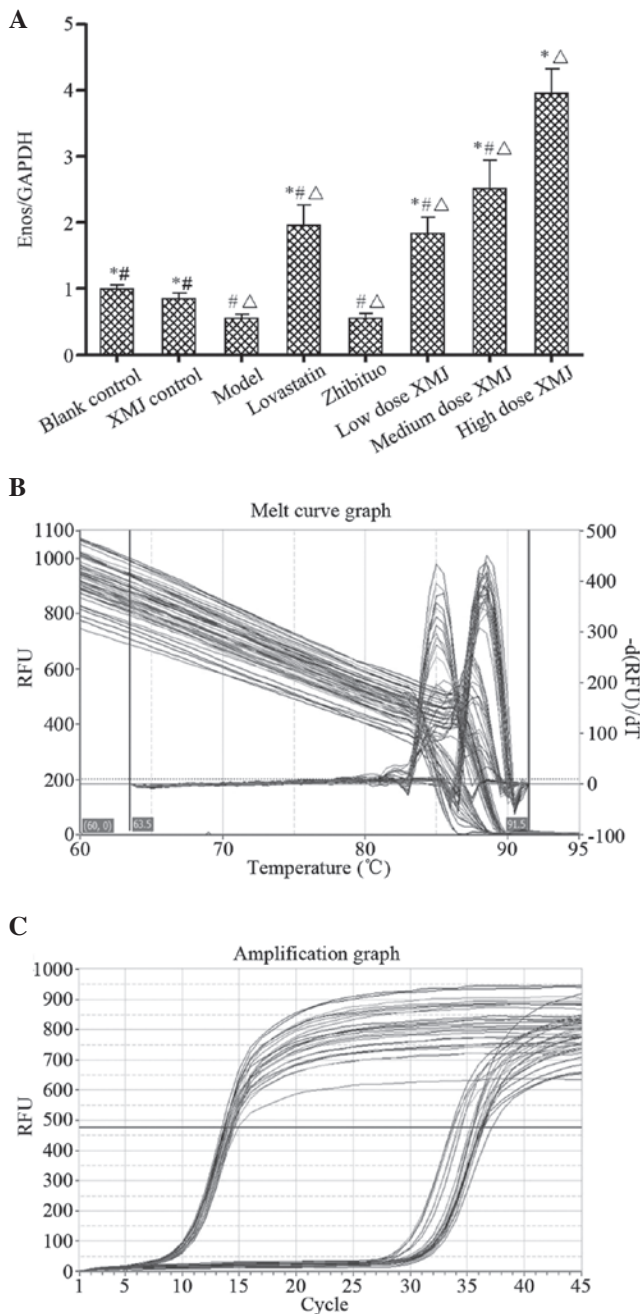 A
5
4
3
2
1
0
Enos/GAPDH
*#
*#
#△
*#△
#△
*#△
*#△
*△
Blank control
XMJ control
Model
Lovastatin
Zhibituo
Low dose XMJ
Medium dose XMJ
High dose XMJ
B
Melt curve graph
1100
1000
800
600
400
200
0
RFU
500
400
300
200
100
0
-100
-d(RFU)/dT
(60, 0)
63.5
91.5
60 70 80 90 95
Temperature (℃)
C
Amplification graph
1000
900
800
700
600
500
400
300
200
100
0
RFU
1 5 10 15 20 25 30 35 40 45
Cycle